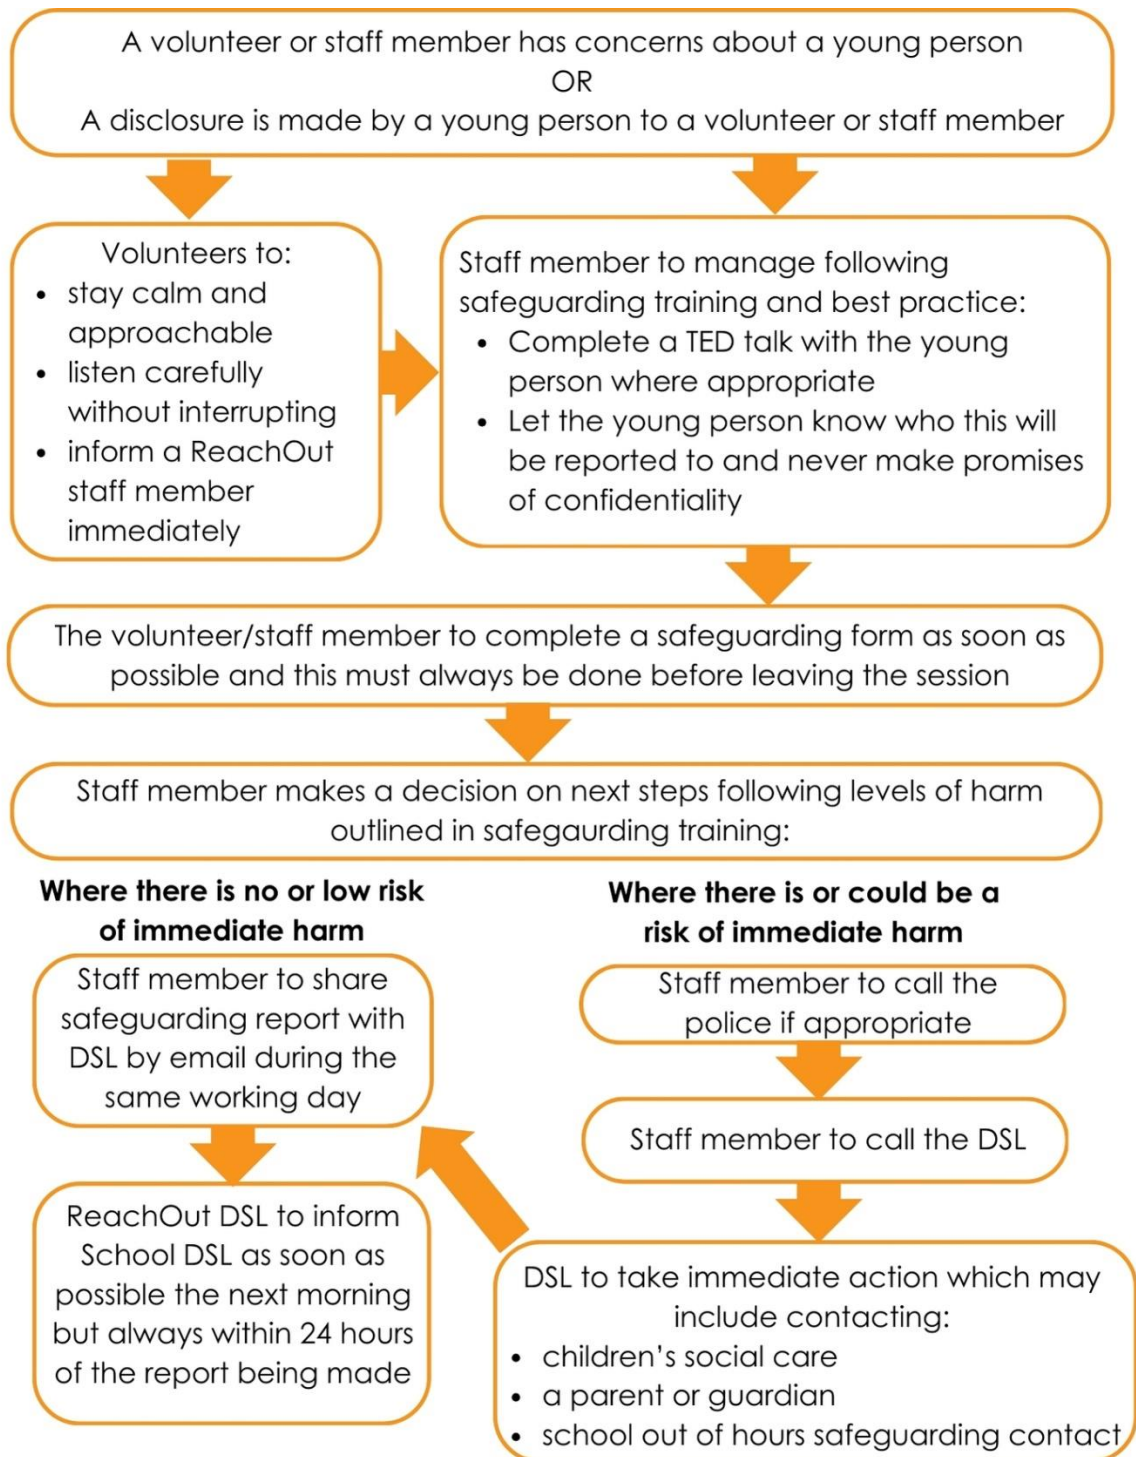 A volunteer or staff member has concerns about a young person
OR
A disclosure is made by a young person to a volunteer or staff member
Volunteers to:
• stay calm and
approachable
• listen carefully
without interrupting
• inform a ReachOut
staff member
immediately
Staff member to manage following
safeguarding training and best practice:
• Complete a TED talk with the young
person where appropriate
• Let the young person know who this will
be reported to and never make promises
of confidentiality
The volunteer/staff member to complete a safeguarding form as soon as
possible and this must always be done before leaving the session
Staff member makes a decision on next steps following levels of harm
outlined in safegaurding training:
Where there is no or low risk
of immediate harm
Staff member to share
safeguarding report with
DSL by email during the
same working day
ReachOut DSL to inform
School DSL as soon as
possible the next morning
but always within 24 hours
of the report being made
Where there is or could be a
risk of immediate harm
Staff member to call the
police if appropriate
Staff member to call the DSL
DSL to take immediate action which may
include contacting:
• children's social care
• a parent or guardian
• school out of hours safeguarding contact